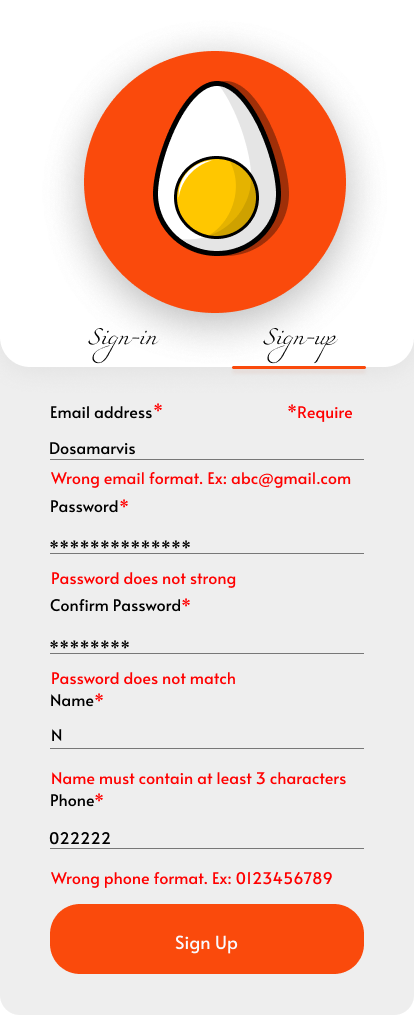 Sign-in Sign-up
Email address* *Require
Dosamarvis
Wrong email format. Ex: abc@gmail.com
Password*
**************
Password does not strong
Confirm Password*
********
Password does not match
Name*
N
Name must contain at least 3 characters
Phone*
022222
Wrong phone format. Ex: 0123456789
Sign Up